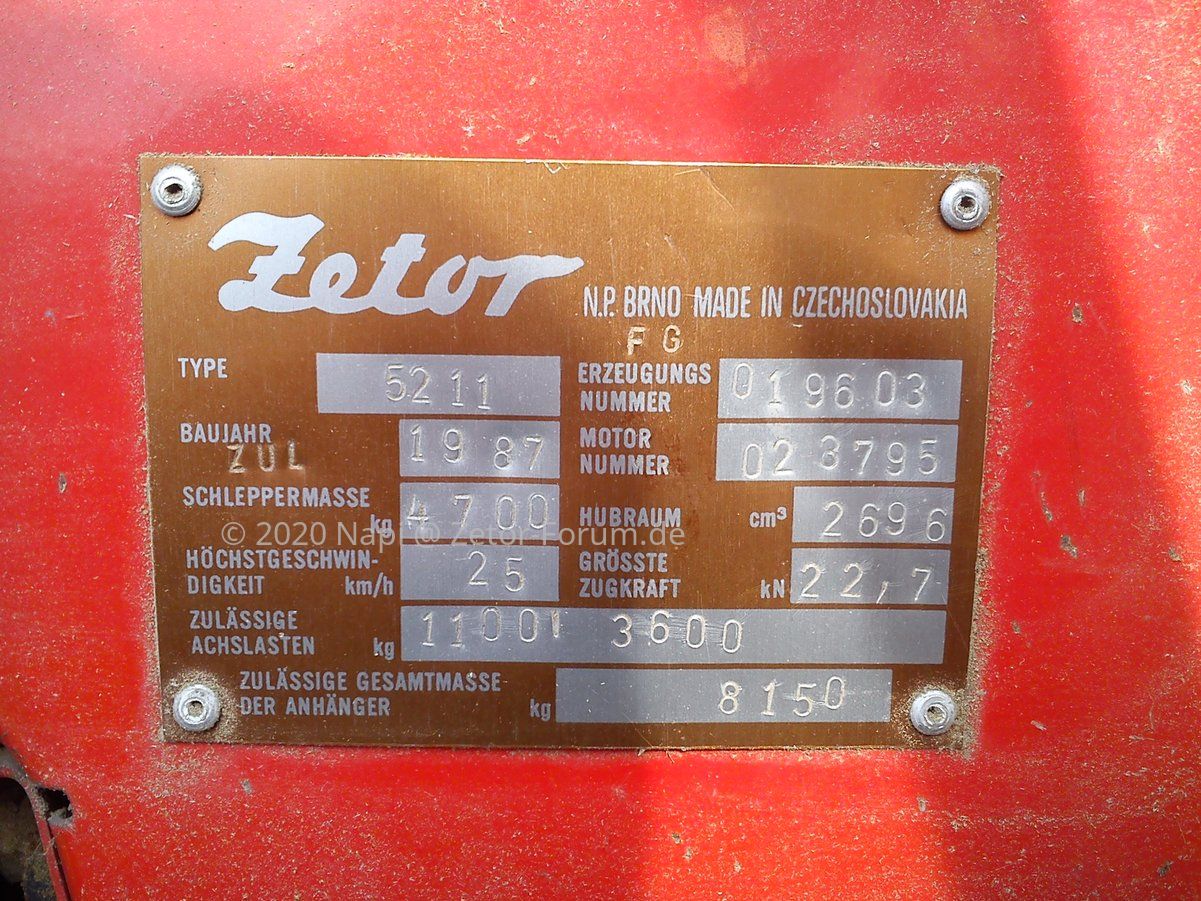 Zetor
N.P. BRNO MADE IN CZECHOSLOVAKIA
F G
TYPE 5211
ERZEUGUNGS NUMMER 019603
BAUJAHR 1987
ZUL
MOTOR NUMMER 023795
SCHLEPPERMASSE kg 4700
HUBRAUM cm³ 2696
© 2020 Napi @ Zetor-Forum.de
HÖCHSTGESCHWIN-
DIGKEIT km/h 25
GRÖSSTE
ZUGKRAFT kN 22,7
ZULÄSSIGE
ACHSLASTEN kg 1100 3600
ZULÄSSIGE GESAMTMASSE
DER ANHÄNGER kg 8150